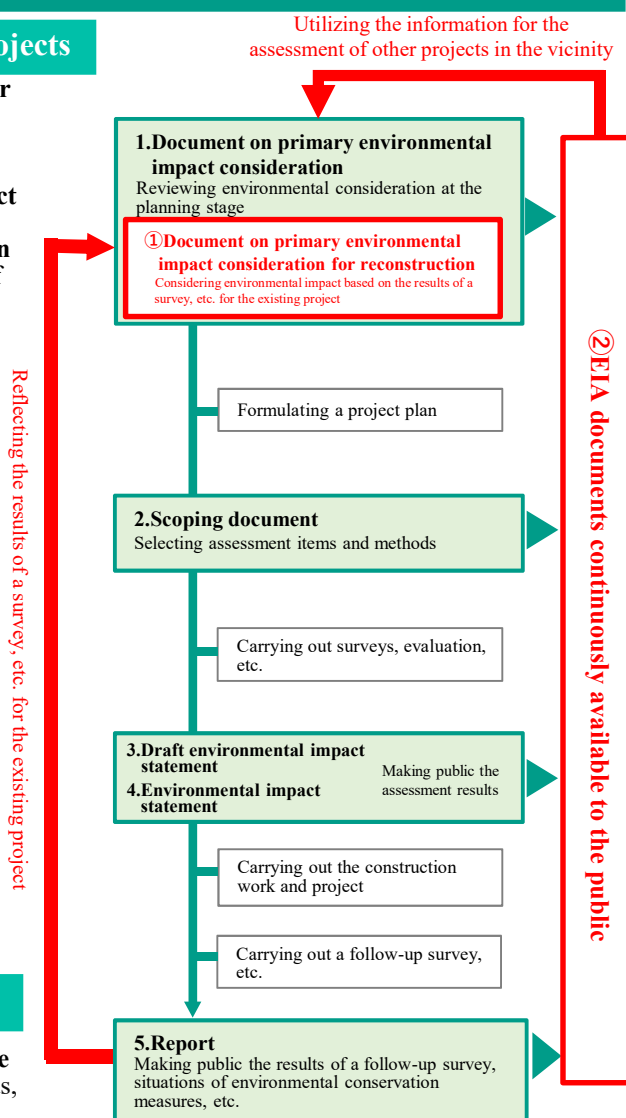 ojects
Utilizing the information for the
assessment of other projects in the vicinity
r
ct
n
f
1.Document on primary environmental
impact consideration
Reviewing environmental consideration at the
planning stage
①Document on primary environmental
impact consideration for reconstruction
Considering environmental impact based on the results of a
survey, etc. for the existing project
Formulating a project plan
2.Scoping document
Selecting assessment items and methods
Carrying out surveys, evaluation,
etc.
3.Draft environmental impact
statement
4.Environmental impact
statement
Making public the
assessment results
Carrying out the construction
work and project
Carrying out a follow-up survey,
etc.
5.Report
Making public the results of a follow-up survey,
situations of environmental conservation
measures, etc.
Reflecting the results of a survey, etc. for the existing project
②EIA documents continuously available to the public
e
s,